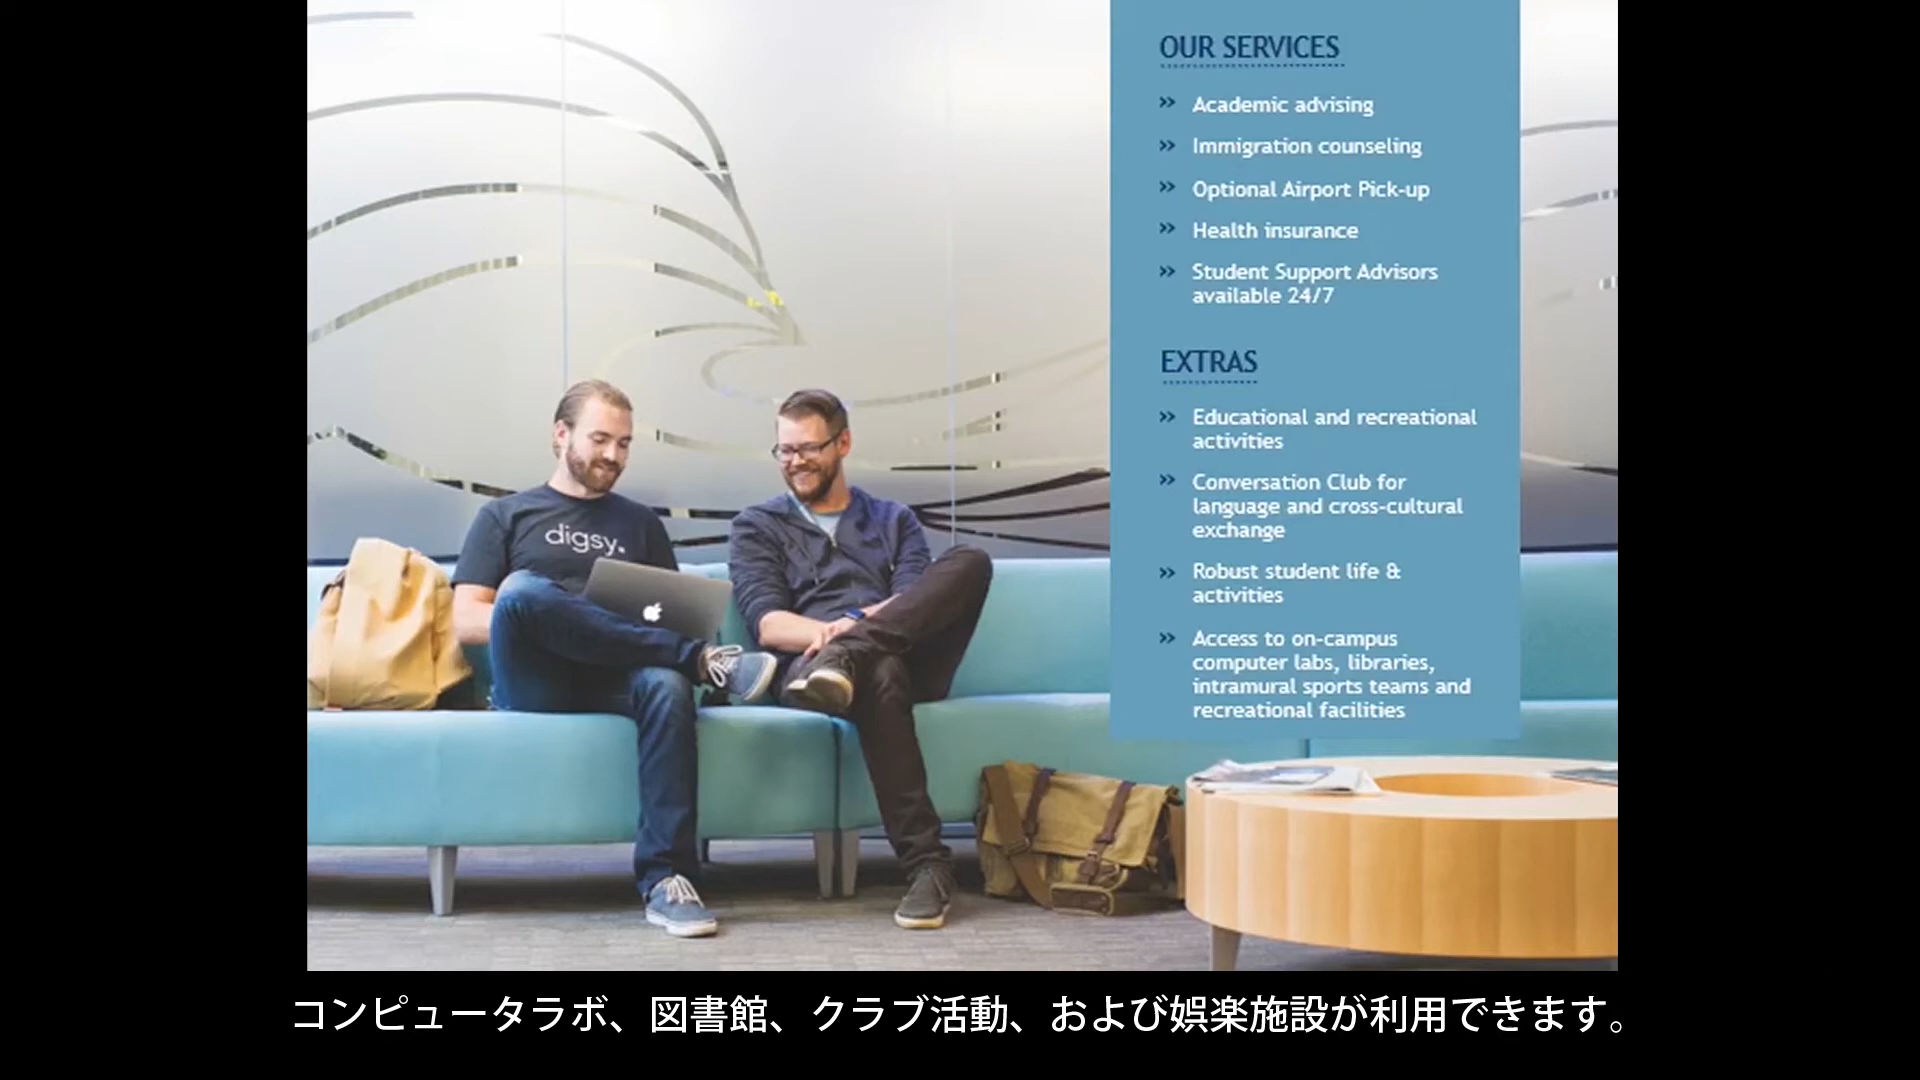 OUR SERVICES
» Academic advising
» Immigration counseling
» Optional Airport Pick-up
» Health insurance
» Student Support Advisors
available 24/7
EXTRAS
» Educational and recreational
activities
» Conversation Club for
language and cross-cultural
exchange
» Robust student life &
activities
» Access to on-campus
computer labs, libraries,
intramural sports teams and
recreational facilities
digsy.
コンピュータラボ、図書館、クラブ活動、および娯楽施設が利用できます。